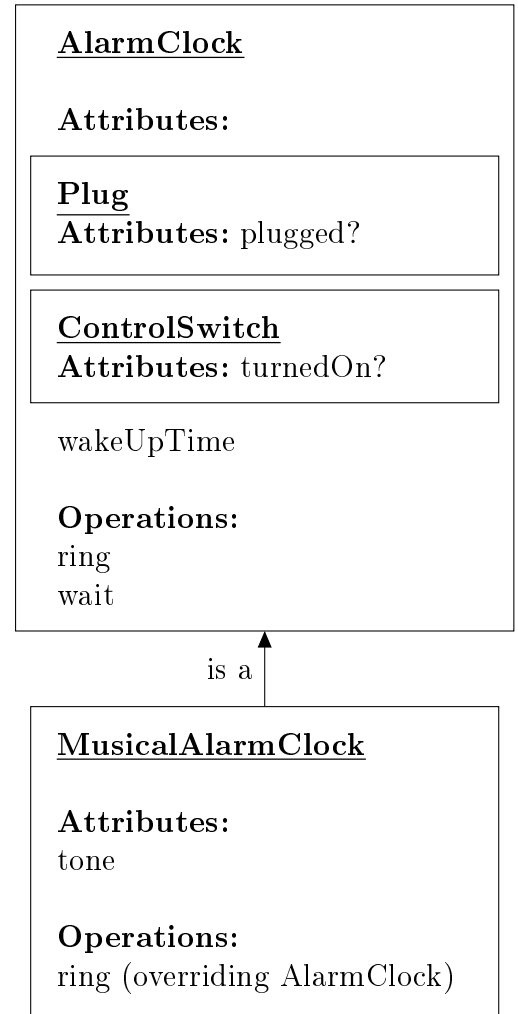 AlarmClock
Attributes:
Plug
Attributes: plugged?
ControlSwitch
Attributes: turnedOn?
wakeUpTime
Operations:
ring
wait
is a
MusicalAlarmClock
Attributes:
tone
Operations:
ring (overriding AlarmClock)